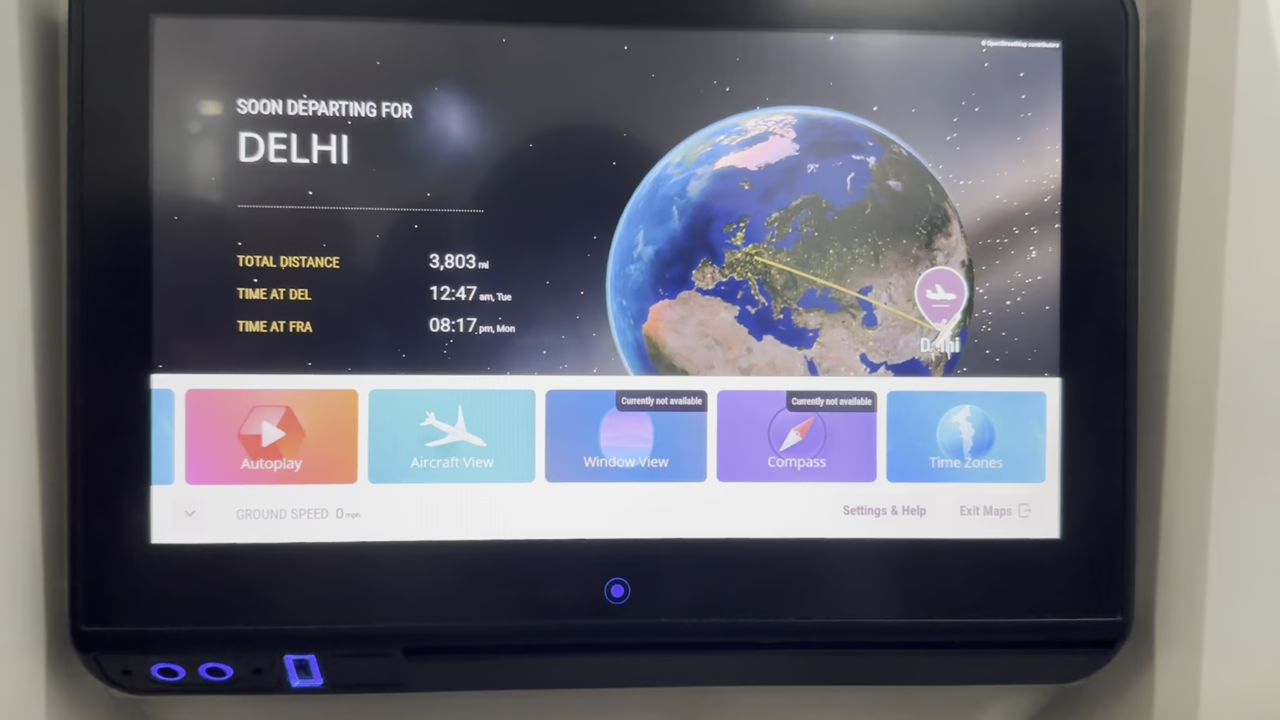 © OpenStreetMap contributors
SOON DEPARTING FOR
DELHI
TOTAL DISTANCE 3,803 mi
TIME AT DEL 12:47 am, Tue
TIME AT FRA 08:17 pm, Mon
Delhi
Autoplay
Aircraft View
Currently not available
Window View
Currently not available
Compass
Time Zones
GROUND SPEED 0 mph
Settings & Help
Exit Maps